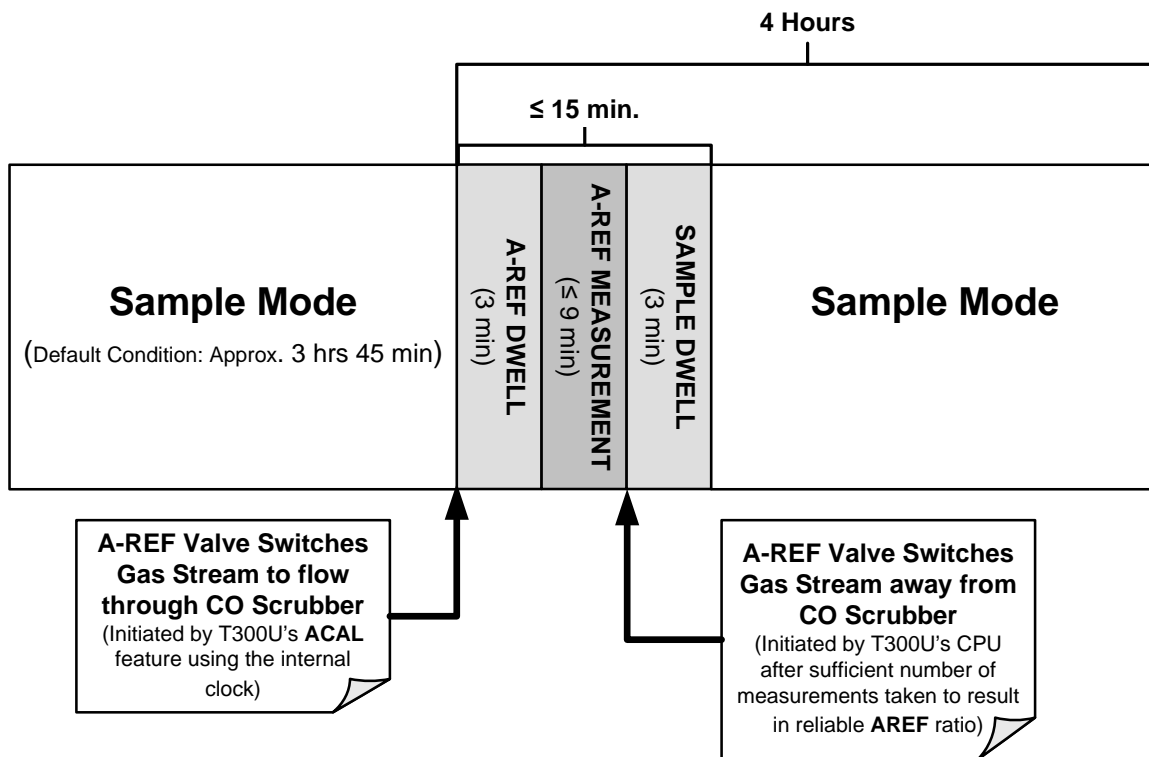 4 Hours
≤ 15 min.
Sample Mode
(Default Condition: Approx. 3 hrs 45 min)
A-REF DWELL
(3 min)
A-REF MEASUREMENT
(≤ 9 min)
SAMPLE DWELL
(3 min)
Sample Mode
A-REF Valve Switches
Gas Stream to flow
through CO Scrubber
(Initiated by T300U's ACAL
feature using the internal
clock)
A-REF Valve Switches
Gas Stream away from
CO Scrubber
(Initiated by T300U's CPU
after sufficient number of
measurements taken to result
in reliable AREF ratio)